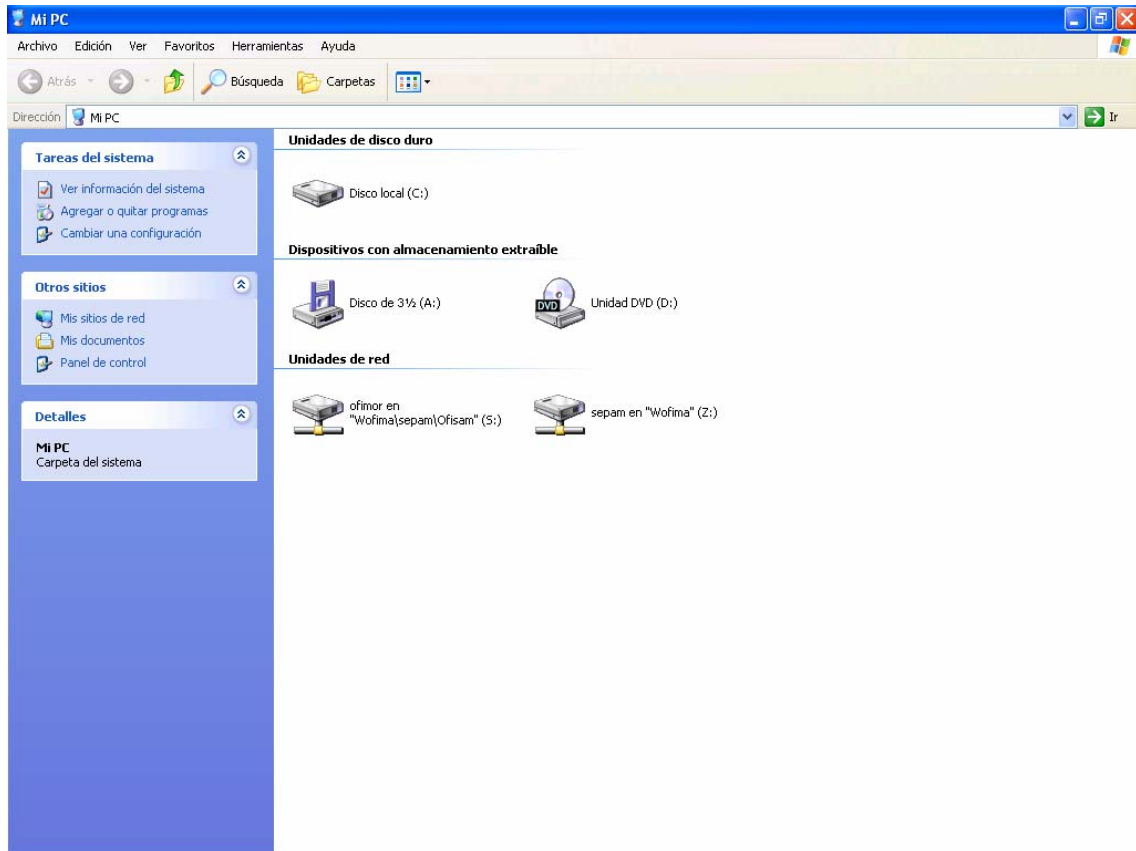 Mi PC
Archivo Edición Ver Favoritos Herramientas Ayuda
Atrás Búsqueda Carpetas
Dirección Mi PC Ir
Tareas del sistema
Ver información del sistema
Agregar o quitar programas
Cambiar una configuración
Otros sitios
Mis sitios de red
Mis documentos
Panel de control
Detalles
Mi PC
Carpeta del sistema
Unidades de disco duro
Disco local (C:)
Dispositivos con almacenamiento extraíble
Disco de 3½ (A:)
DVD
Unidad DVD (D:)
Unidades de red
ofimor en
"Wofima\sepam\Ofisam" (S:)
sepam en "Wofima" (Z:)